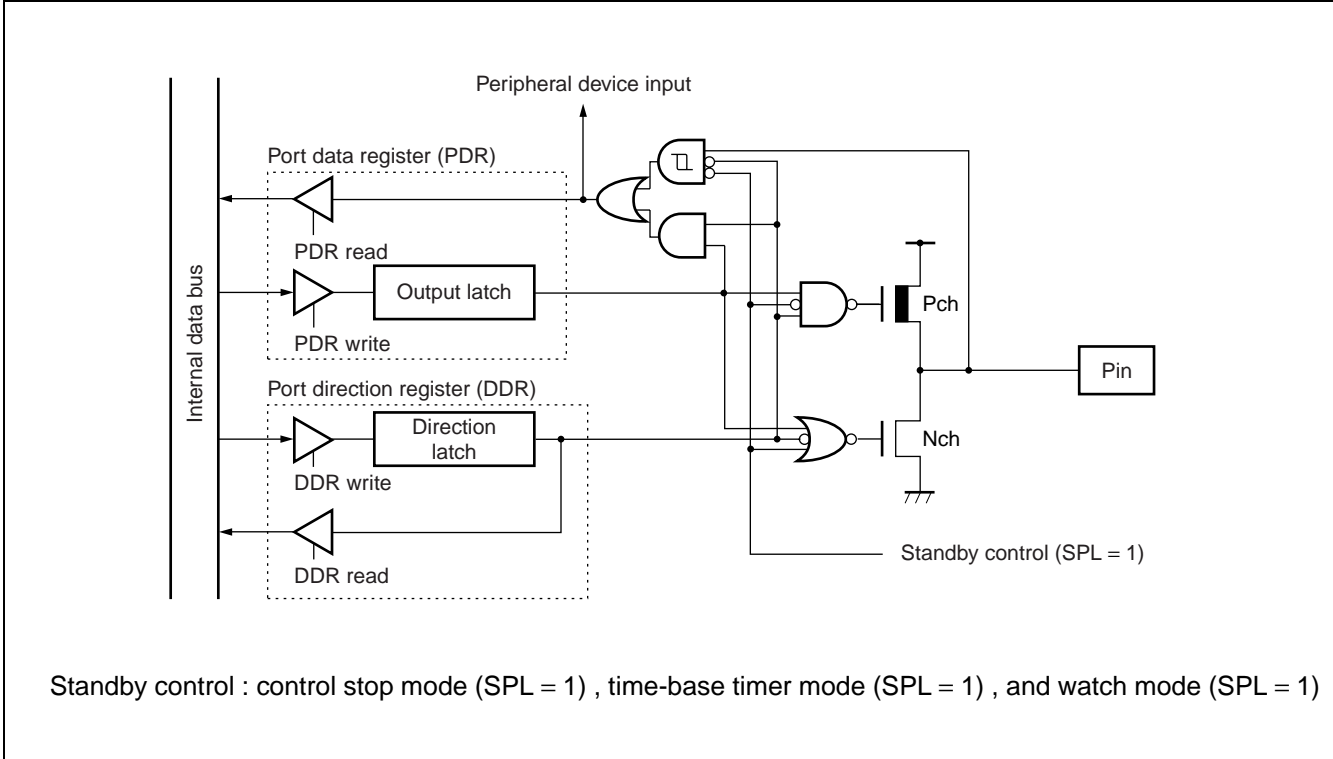 Peripheral device input
Port data register (PDR)
PDR read
Output latch
PDR write
Internal data bus
Pch
Pin
Port direction register (DDR)
Direction
latch
Nch
DDR write
DDR read
Standby control (SPL = 1)
Standby control : control stop mode (SPL = 1) , time-base timer mode (SPL = 1) , and watch mode (SPL = 1)